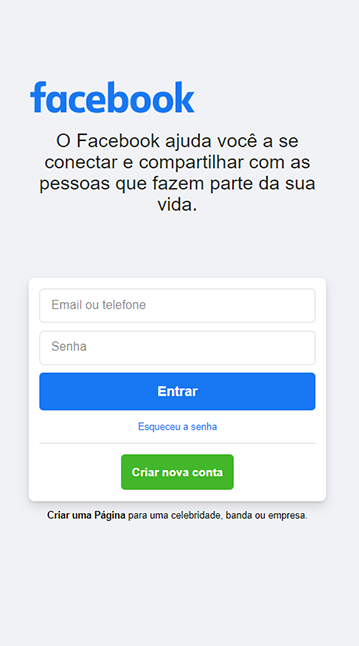 facebook
O Facebook ajuda você a se
conectar e compartilhar com as
pessoas que fazem parte da sua
vida.
Email ou telefone
Senha
Entrar
Esqueceu a senha
Criar nova conta
Criar uma Página para uma celebridade, banda ou empresa.